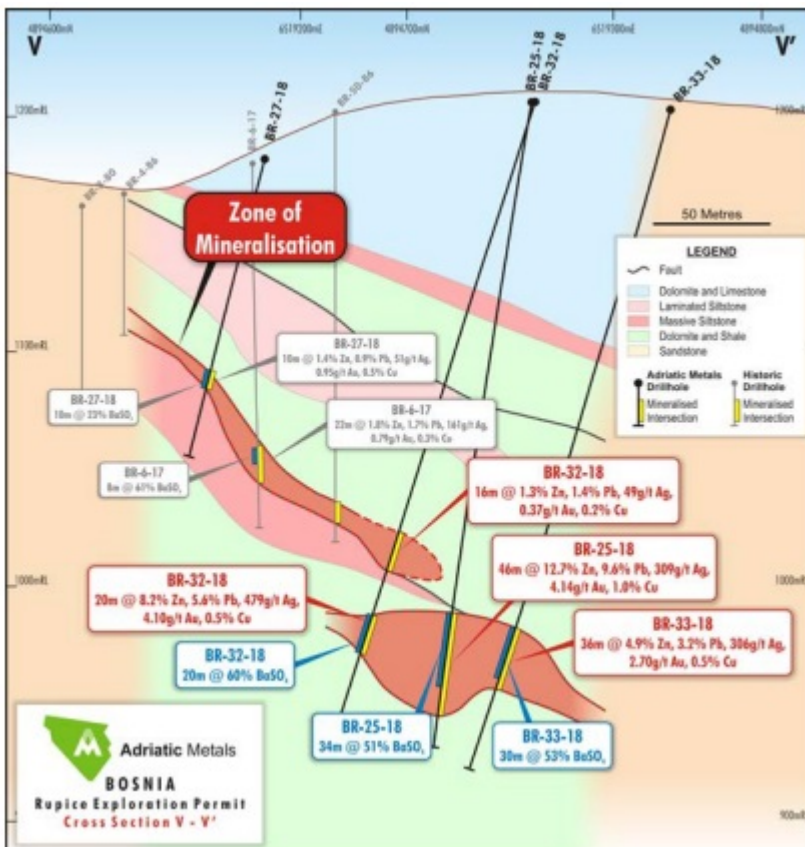 4894600mN
6519200mE
4894700mN
6519300mE
4894800mN
V
V'
BR-27-18
BR-6-17
BR-50-86
BR-25-18
BR-32-18
BR-33-18
BR-4-86
1200mRL
Zone of
Mineralisation
50 Metres
LEGEND
Fault
Dolomite and Limestone
Laminated Siltstone
Massive Siltstone
Dolomite and Shale
Sandstone
Adriatic Metals
Drillhole
Historic
Drillhole
Mineralised
Intersection
Mineralised
Intersection
1100mRL
BR-27-18
10m @ 1.4% Zn, 0.9% Pb, 51g/t Ag,
0.95g/t Au, 0.5% Cu
BR-27-18
10m @ 23% BaSO₄
BR-6-17
22m @ 1.8% Zn, 1.7% Pb, 161g/t Ag,
0.79g/t Au, 0.3% Cu
BR-6-17
8m @ 61% BaSO₄
BR-32-18
16m @ 1.3% Zn, 1.4% Pb, 49g/t Ag,
0.37g/t Au, 0.2% Cu
BR-25-18
46m @ 12.7% Zn, 9.6% Pb, 309g/t Ag,
4.14g/t Au, 1.0% Cu
1000mRL
1000mRL
BR-32-18
20m @ 8.2% Zn, 5.6% Pb, 479g/t Ag,
4.10g/t Au, 0.5% Cu
BR-33-18
36m @ 4.9% Zn, 3.2% Pb, 306g/t Ag,
2.70g/t Au, 0.5% Cu
BR-32-18
20m @ 60% BaSO₄
BR-25-18
34m @ 51% BaSO₄
BR-33-18
30m @ 53% BaSO₄
Adriatic Metals
BOSNIA
Rupice Exploration Permit
Cross Section V - V'
900mRL